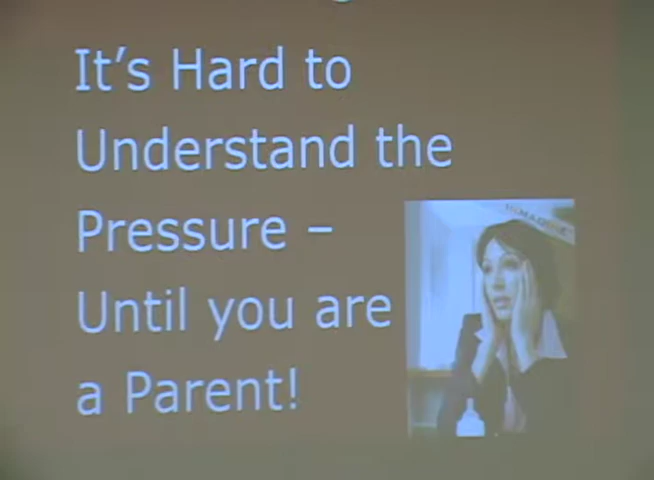 It's Hard to
Understand the
Pressure –
Until you are
a Parent!